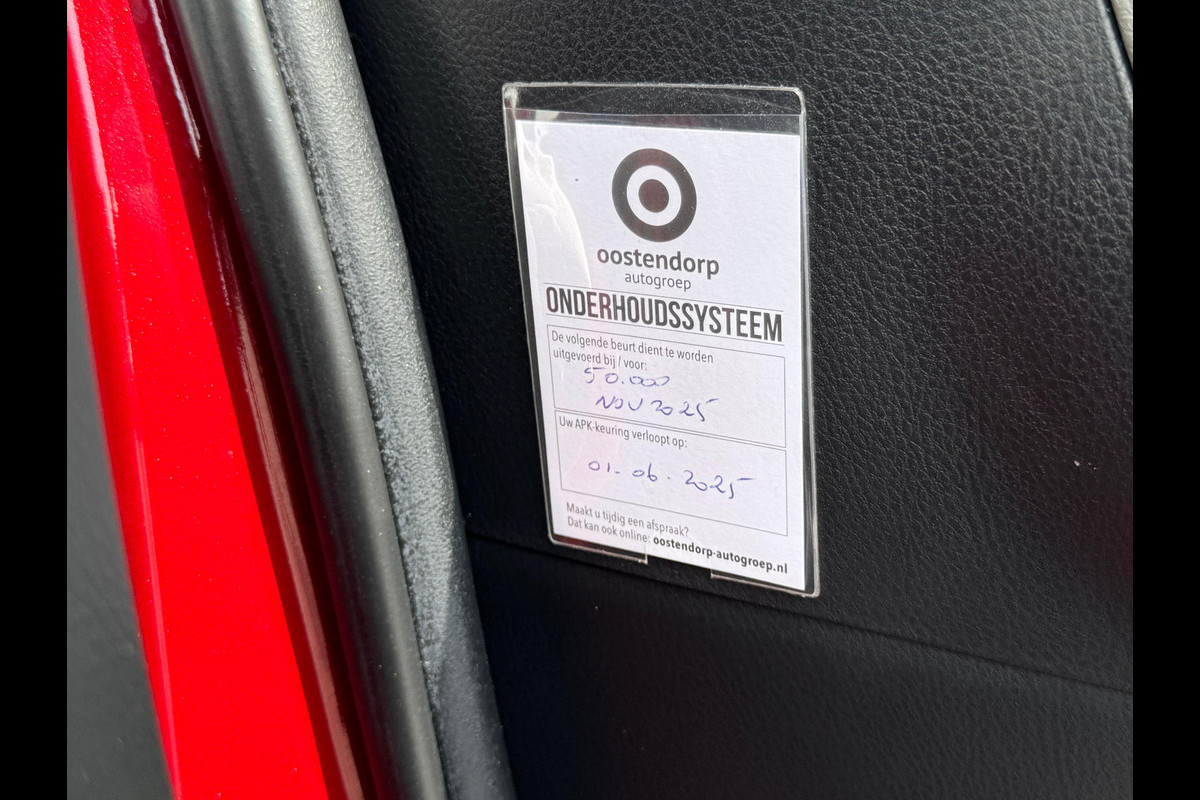 oostendorp
autogroep
ONDERHOUDSSYSTEEM
De volgende beurt dient te worden
uitgevoerd bij / voor:
50.000
NOV 2025
Uw APK-keuring verloopt op:
01-06-2025
Maakt u tijdig een afspraak?
Dat kan ook online: oostendorp-autogroep.nl